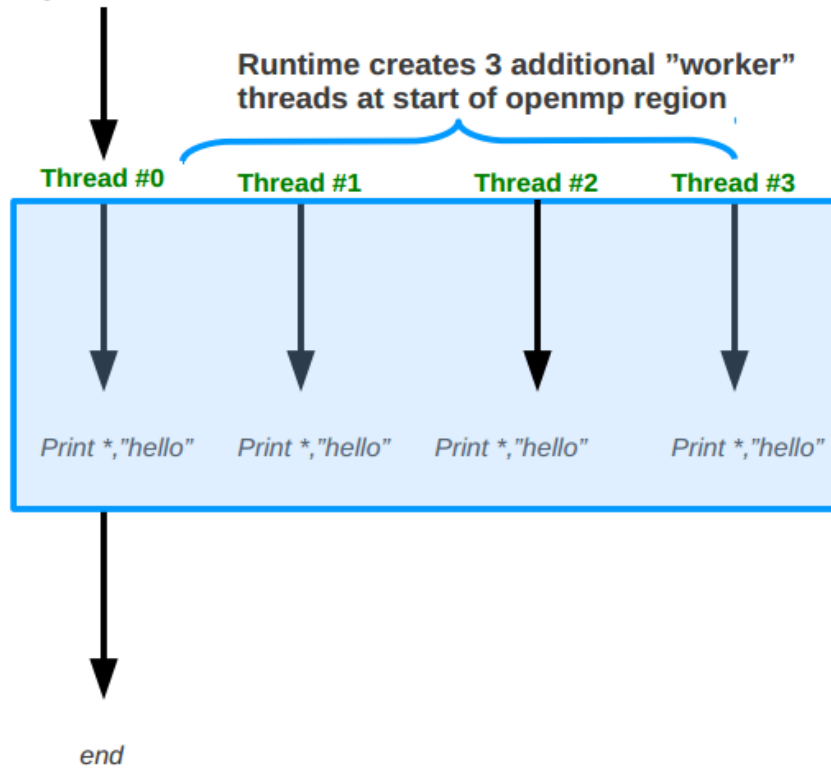 Runtime creates 3 additional ”worker”
threads at start of openmp region
Thread #0 Thread #1 Thread #2 Thread #3
Print *,”hello” Print *,”hello” Print *,”hello” Print *,”hello”
end